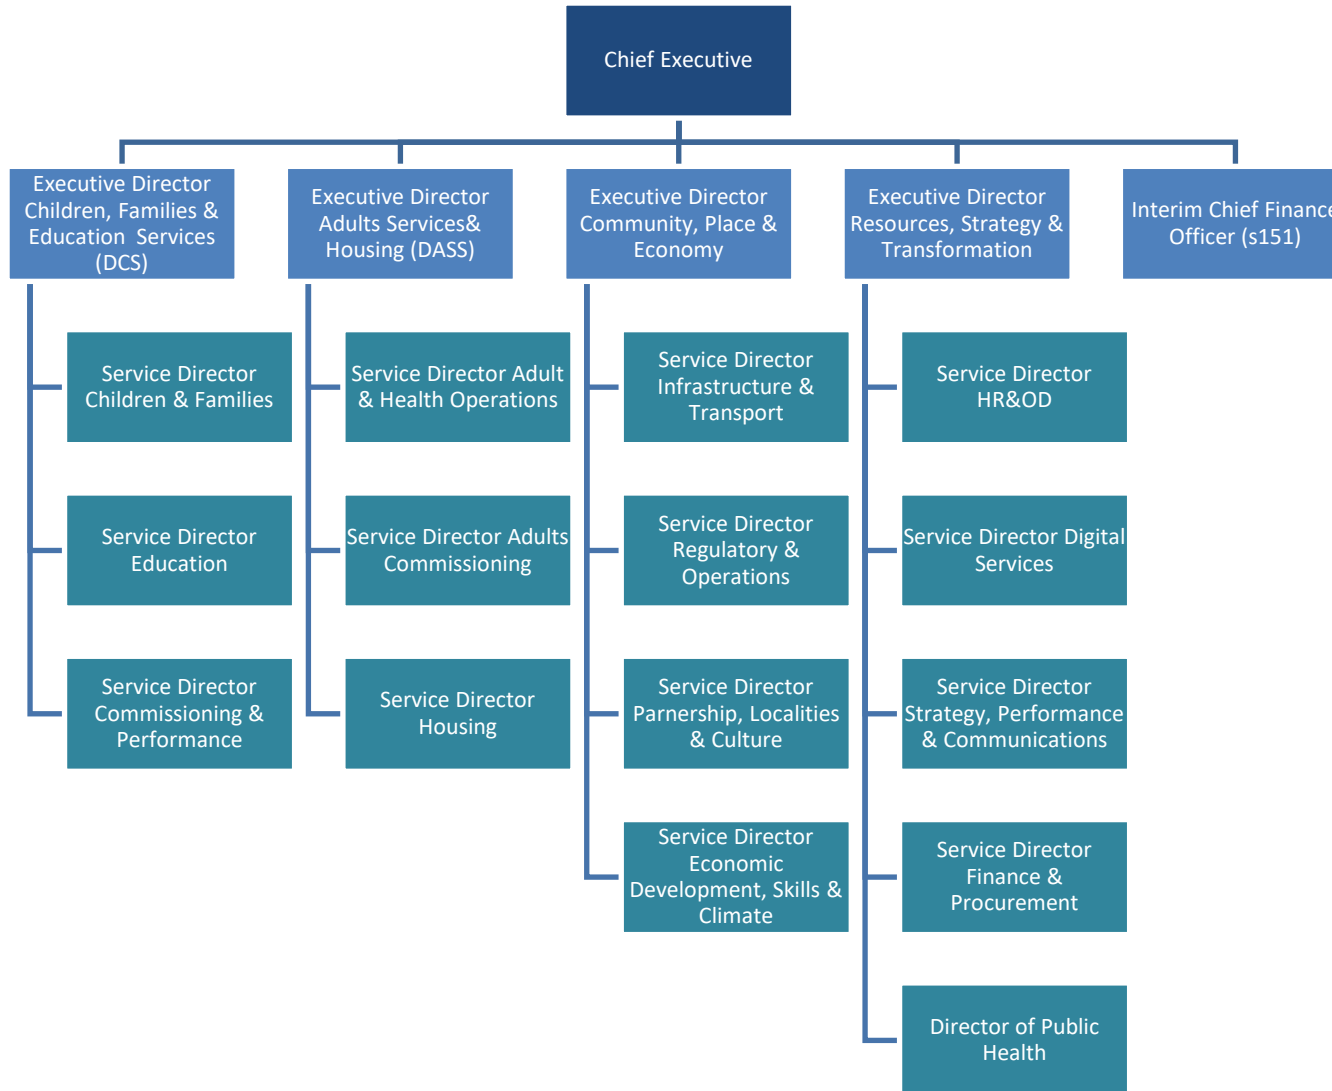 Chief Executive
Executive Director
Children, Families &
Education Services
(DCS)
Executive Director
Adults Services&
Housing (DASS)
Executive Director
Community, Place &
Economy
Executive Director
Resources, Strategy &
Transformation
Interim Chief Finance
Officer (s151)
Service Director
Children & Families
Service Director
Education
Service Director
Commissioning &
Performance
Service Director Adult
& Health Operations
Service Director Adults
Commissioning
Service Director
Housing
Service Director
Infrastructure &
Transport
Service Director
Regulatory &
Operations
Service Director
Parnership, Localities
& Culture
Service Director
Economic
Development, Skills &
Climate
Service Director
HR&OD
Service Director Digital
Services
Service Director
Strategy, Performance
& Communications
Service Director
Finance &
Procurement
Director of Public
Health